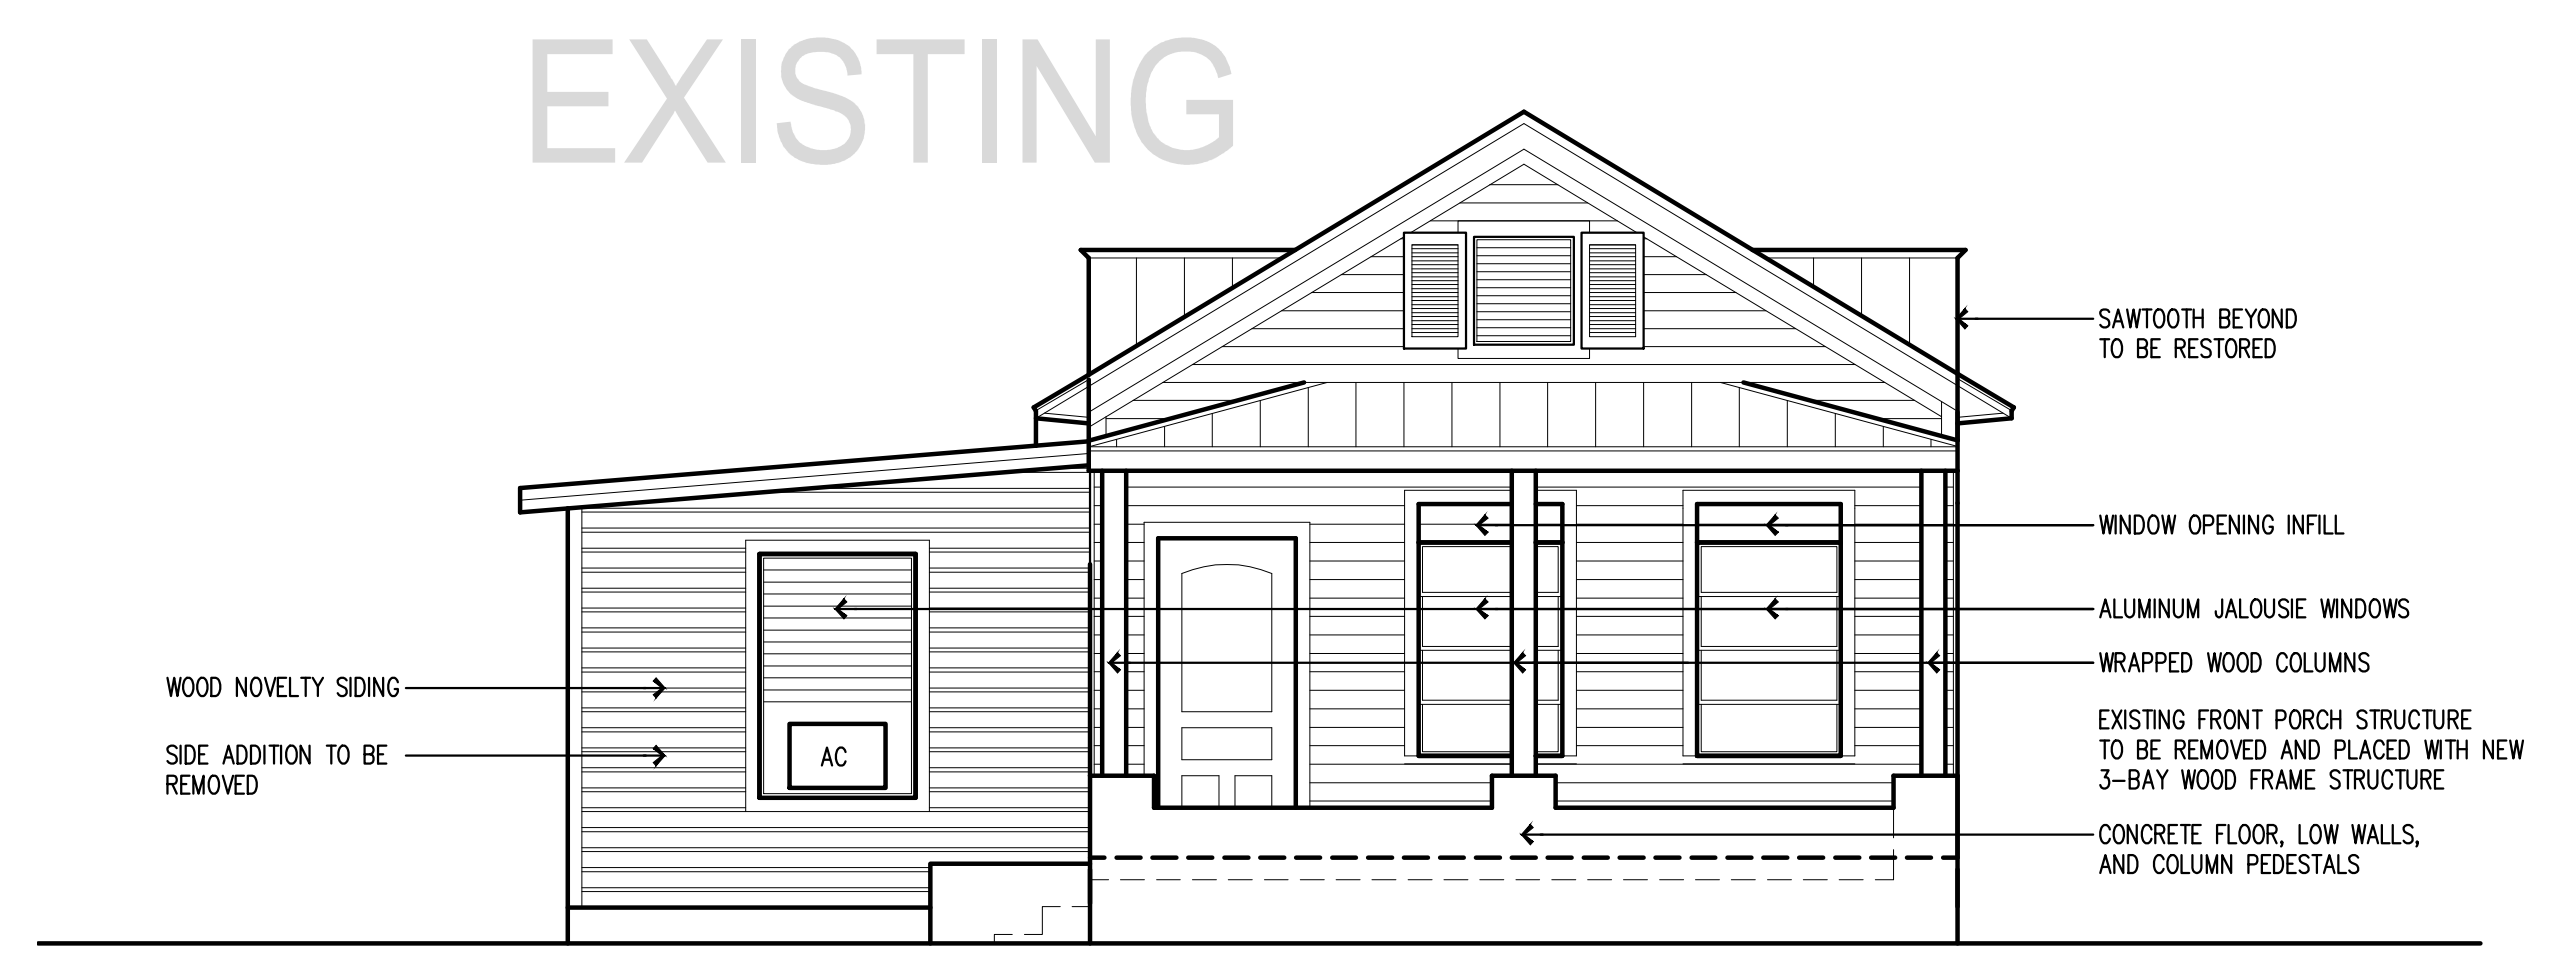 EXISTING
SAWTOOTH BEYOND
TO BE RESTORED
WINDOW OPENING INFILL
ALUMINUM JALOUSIE WINDOWS
WRAPPED WOOD COLUMNS
WOOD NOVELTY SIDING
EXISTING FRONT PORCH STRUCTURE
TO BE REMOVED AND PLACED WITH NEW
3-BAY WOOD FRAME STRUCTURE
SIDE ADDITION TO BE
REMOVED
AC
CONCRETE FLOOR, LOW WALLS,
AND COLUMN PEDESTALS